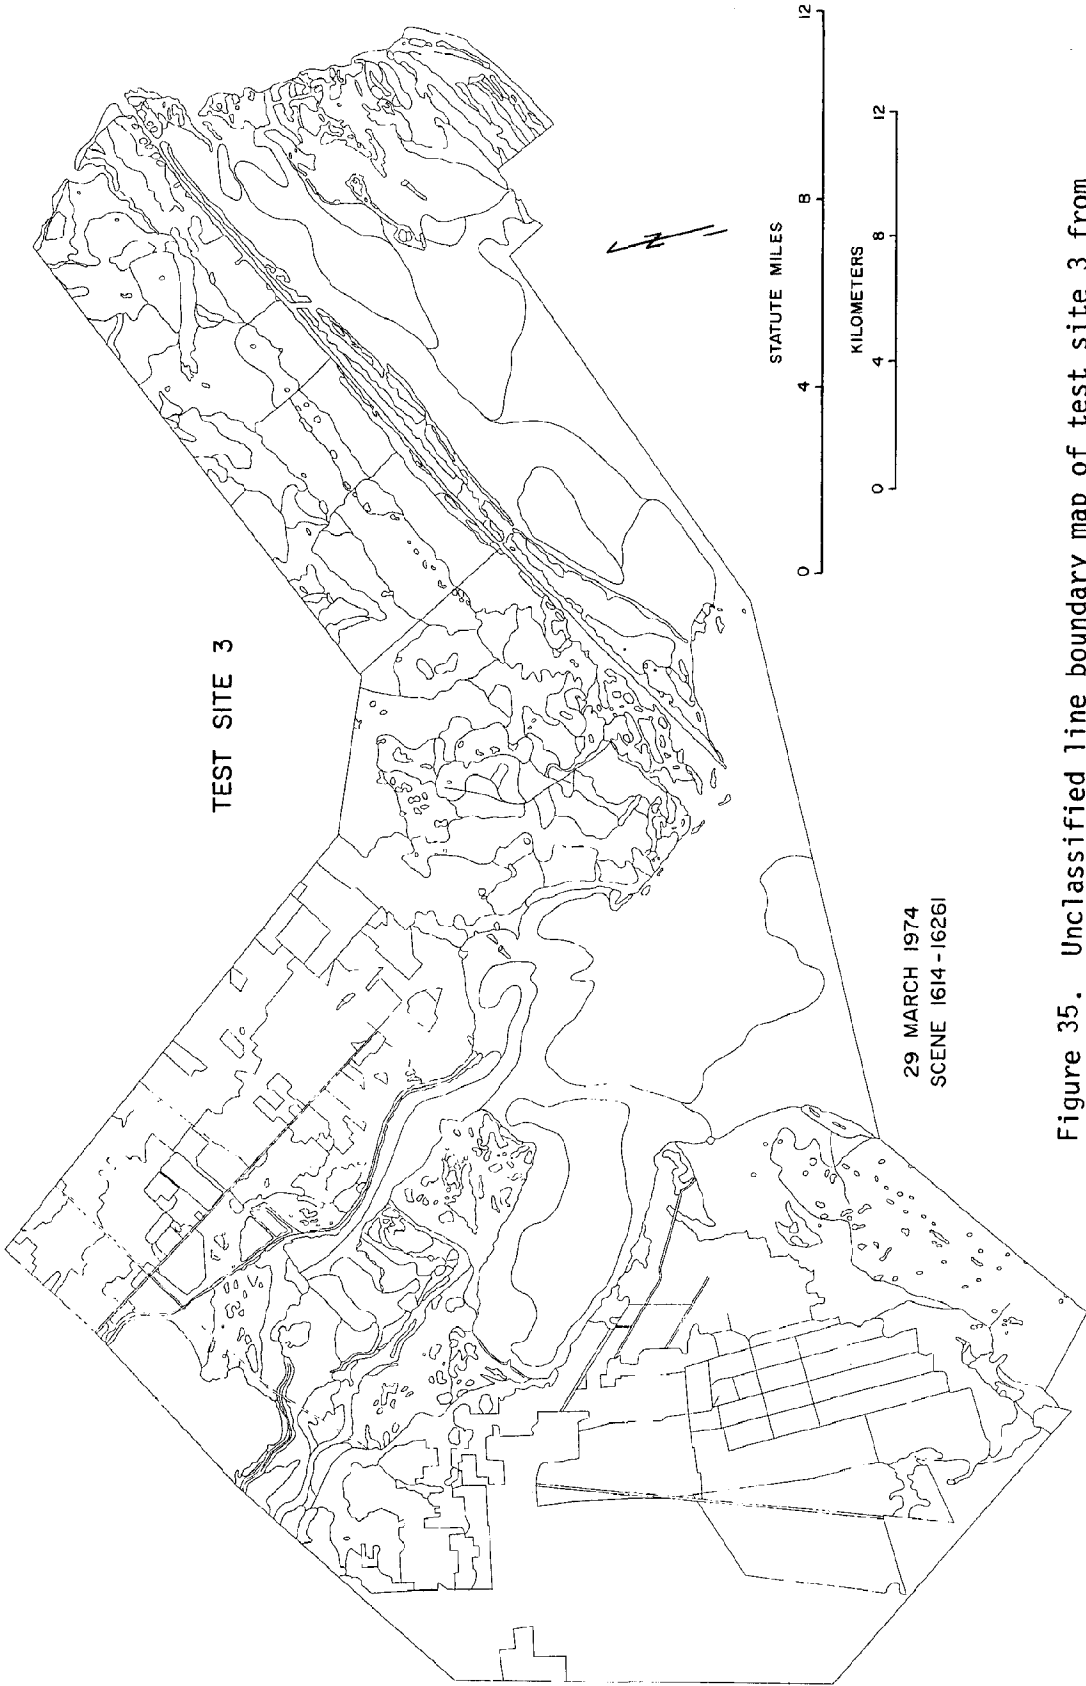 TEST SITE 3
N
STATUTE MILES
0 4 8 12
KILOMETERS
0 4 8 12
29 MARCH 1974
SCENE 1614-16261
Figure 35. Unclassified line boundary map of test site 3 from